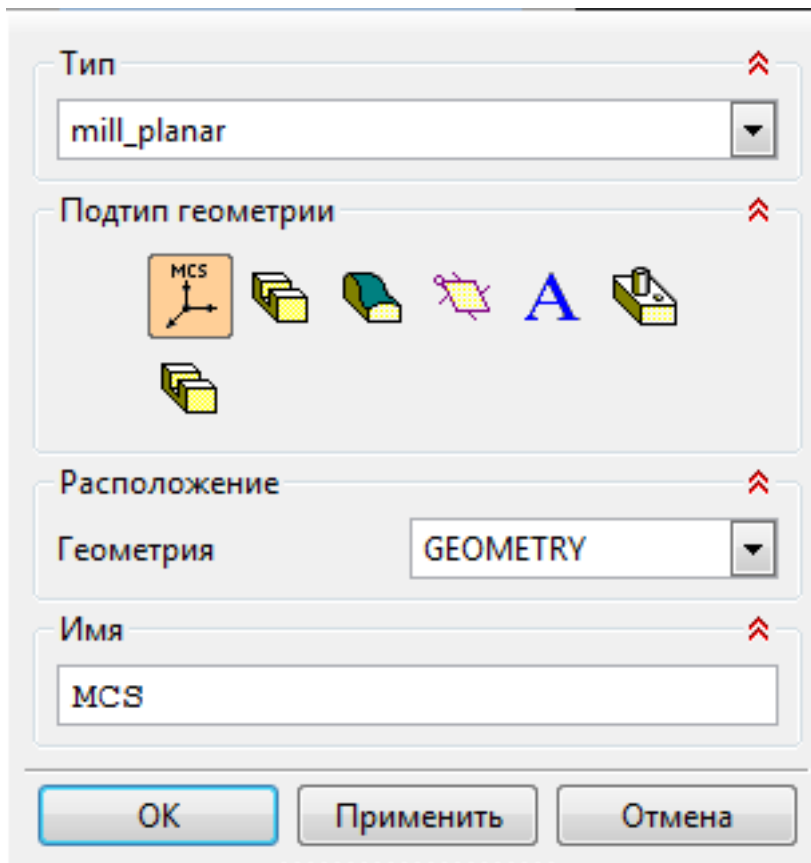 Тип
mill_planar
Подтип геометрии
MCS
A
Расположение
Геометрия GEOMETRY
Имя
MCS
OK Применить Отмена